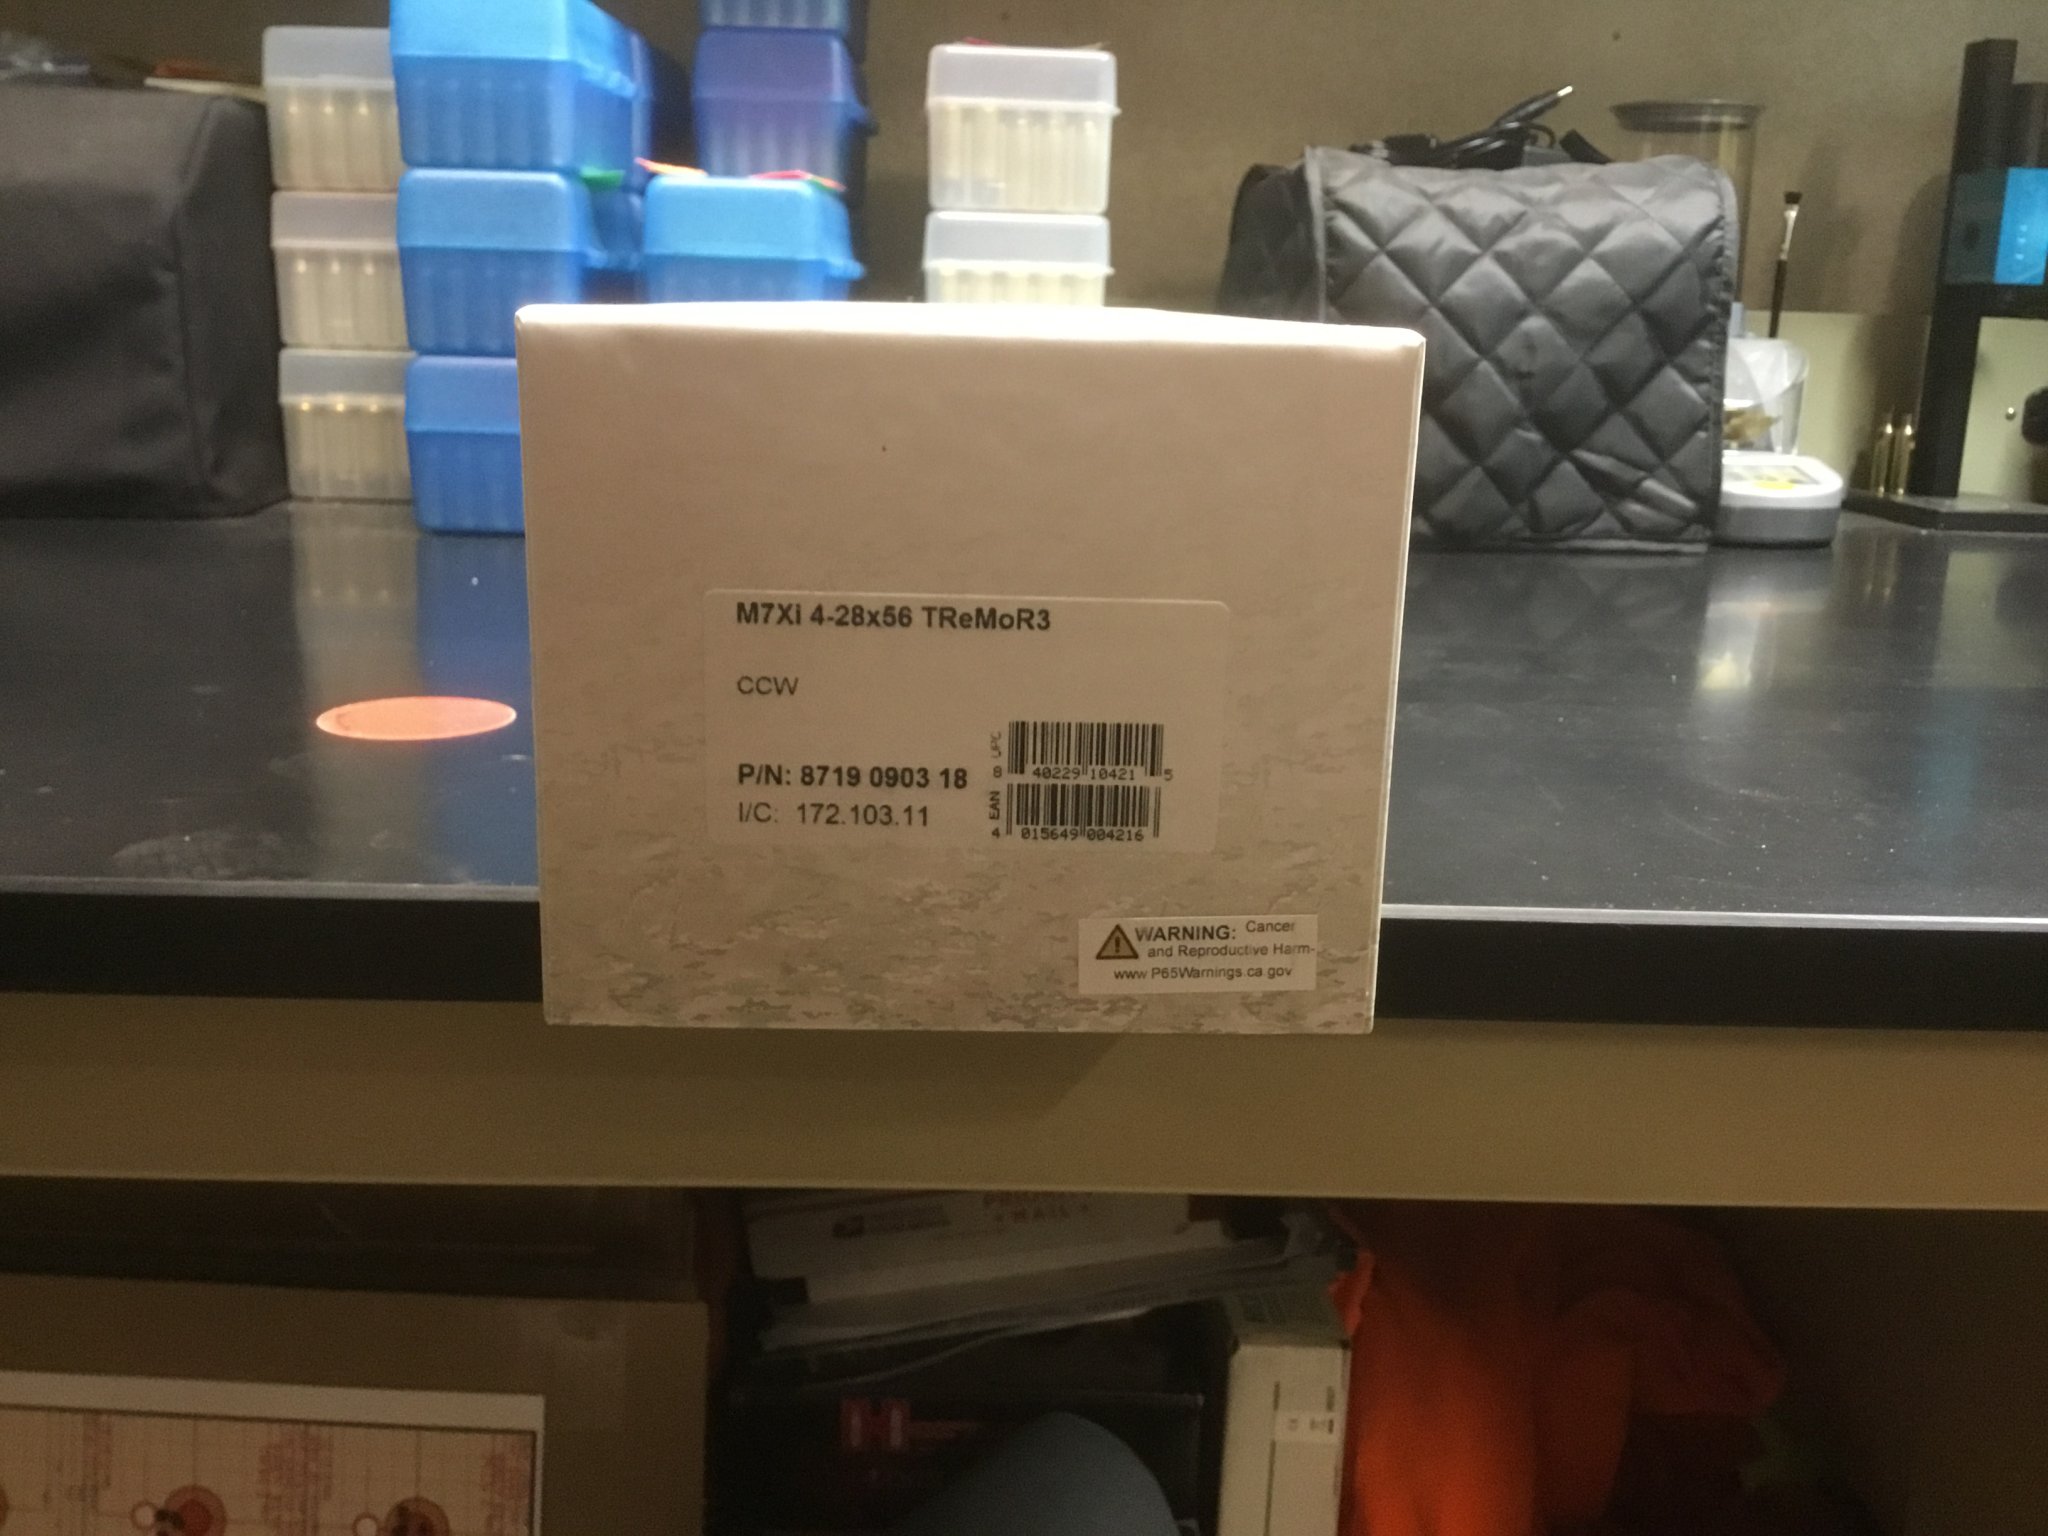 M7Xi 4-28x56 TReMoR3
CCW
P/N: 8719 0903 18
I/C: 172.103.11
UPC
8 40229 10421 5
EAN
4 015649 004216
WARNING: Cancer
and Reproductive Harm-
www.P65Warnings.ca.gov